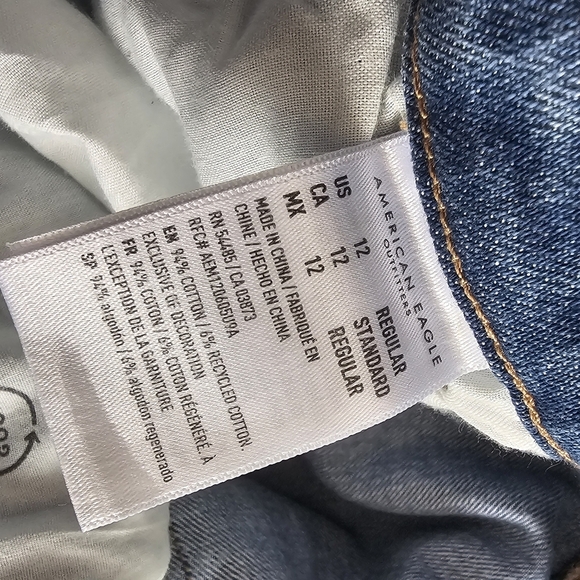 AMERICAN EAGLE
OUTFITTERS
US 12 REGULAR
CA 12 STANDARD
MX 12 REGULAR
MADE IN CHINA / FABRIQUÉ EN
CHINE / HECHO EN CHINA
RN 54485 / CA 03873
RFC# AEM1210605U9A
EN 94% COTTON / 6% RECYCLED COTTON.
EXCLUSIVE OF DECORATION
FR 94% COTON / 6% COTON RÉGÉNÉRÉ. À
L'EXCEPTION DE LA GARNITURE
SP 94% algodón / 6% algodón regenerado